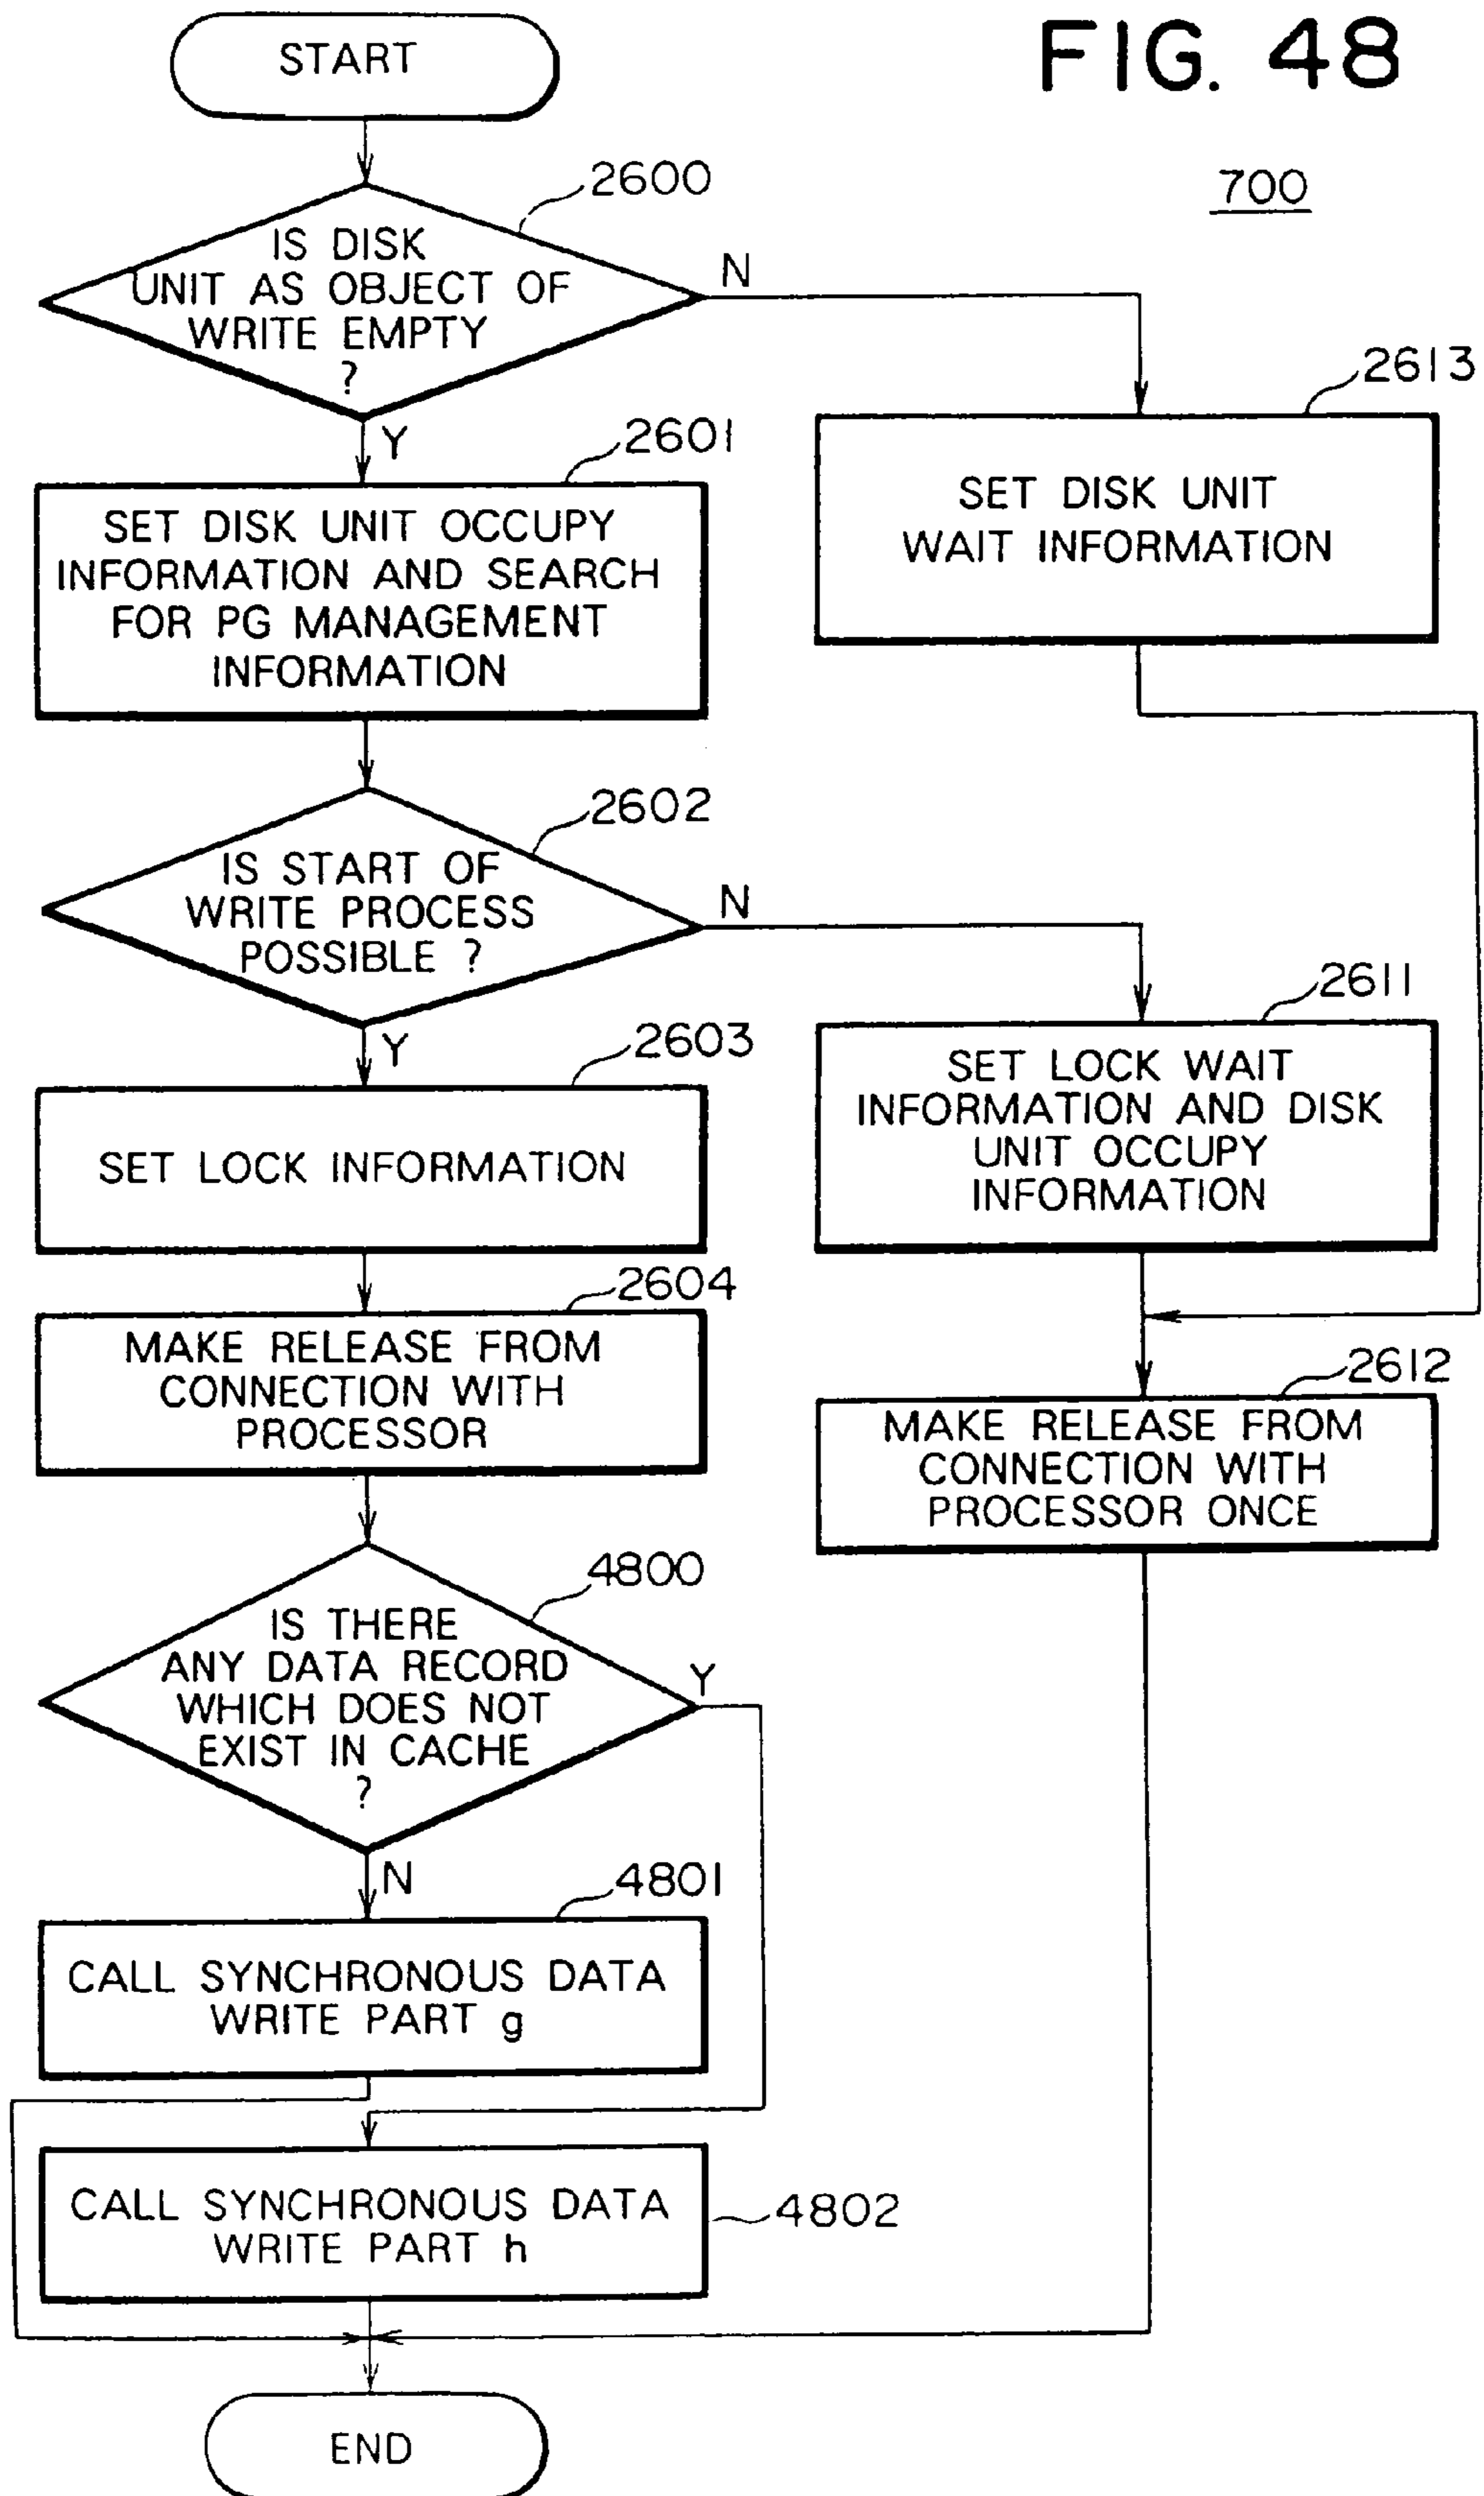 FIG. 48
700
START
2600
IS DISK
UNIT AS OBJECT OF
WRITE EMPTY
?
N
Y
2601
SET DISK UNIT OCCUPY
INFORMATION AND SEARCH
FOR PG MANAGEMENT
INFORMATION
2613
SET DISK UNIT
WAIT INFORMATION
2602
IS START OF
WRITE PROCESS
POSSIBLE ?
N
Y
2603
SET LOCK INFORMATION
2611
SET LOCK WAIT
INFORMATION AND DISK
UNIT OCCUPY
INFORMATION
2604
MAKE RELEASE FROM
CONNECTION WITH
PROCESSOR
2612
MAKE RELEASE FROM
CONNECTION WITH
PROCESSOR ONCE
4800
IS THERE
ANY DATA RECORD
WHICH DOES NOT
EXIST IN CACHE
?
Y
N
4801
CALL SYNCHRONOUS DATA
WRITE PART g
CALL SYNCHRONOUS DATA
WRITE PART h
4802
END